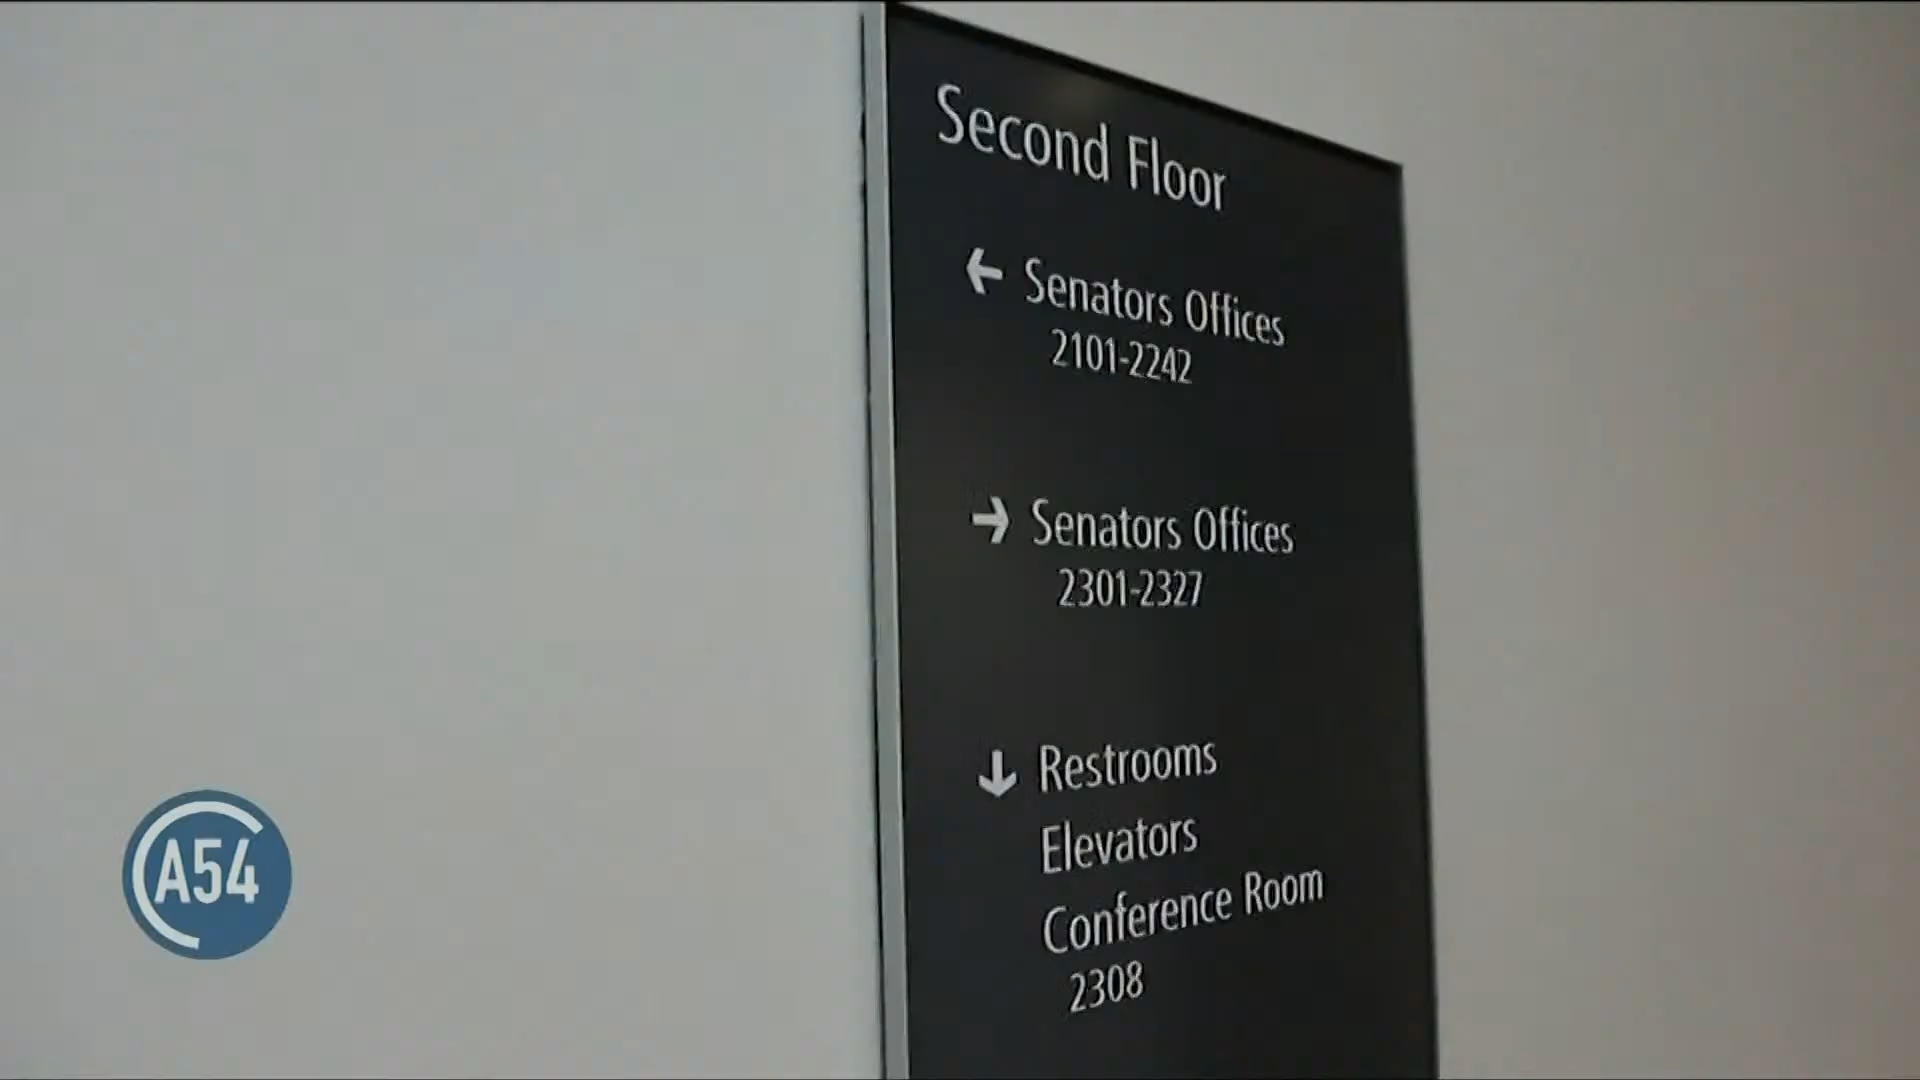 Second Floor
← Senators Offices
2101-2242
→ Senators Offices
2301-2327
↓ Restrooms
Elevators
Conference Room
2308
A54